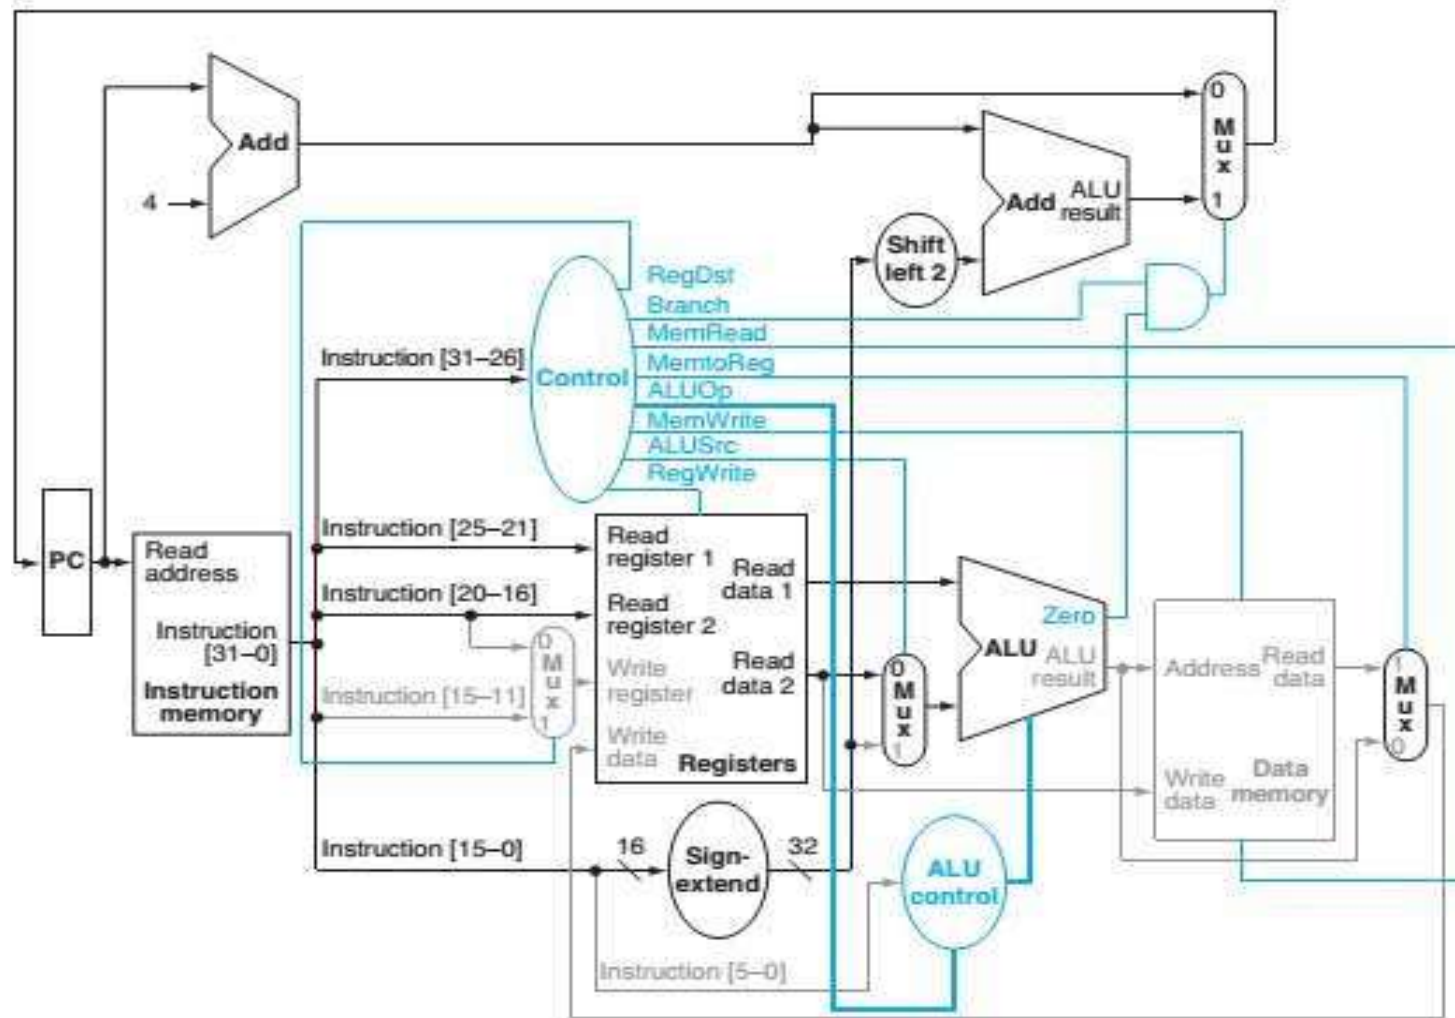 Add
4
0
M
u
x
1
Add
ALU
result
Shift
left 2
RegDst
Branch
MemRead
MemtoReg
ALUOp
MemWrite
ALUSrc
RegWrite
Control
Instruction [31–26]
Instruction [25–21]
Instruction [20–16]
Instruction [15–11]
Instruction [15–0]
Instruction [5–0]
PC
Read
address
Instruction
[31–0]
Instruction
memory
0
M
u
x
1
Read
register 1
Read
register 2
Write
register
Write
data
Read
data 1
Read
data 2
Registers
0
M
u
x
1
Zero
ALU
ALU
result
Address
Read
data
Write
data
Data
memory
1
M
u
x
0
16
Sign-
extend
32
ALU
control